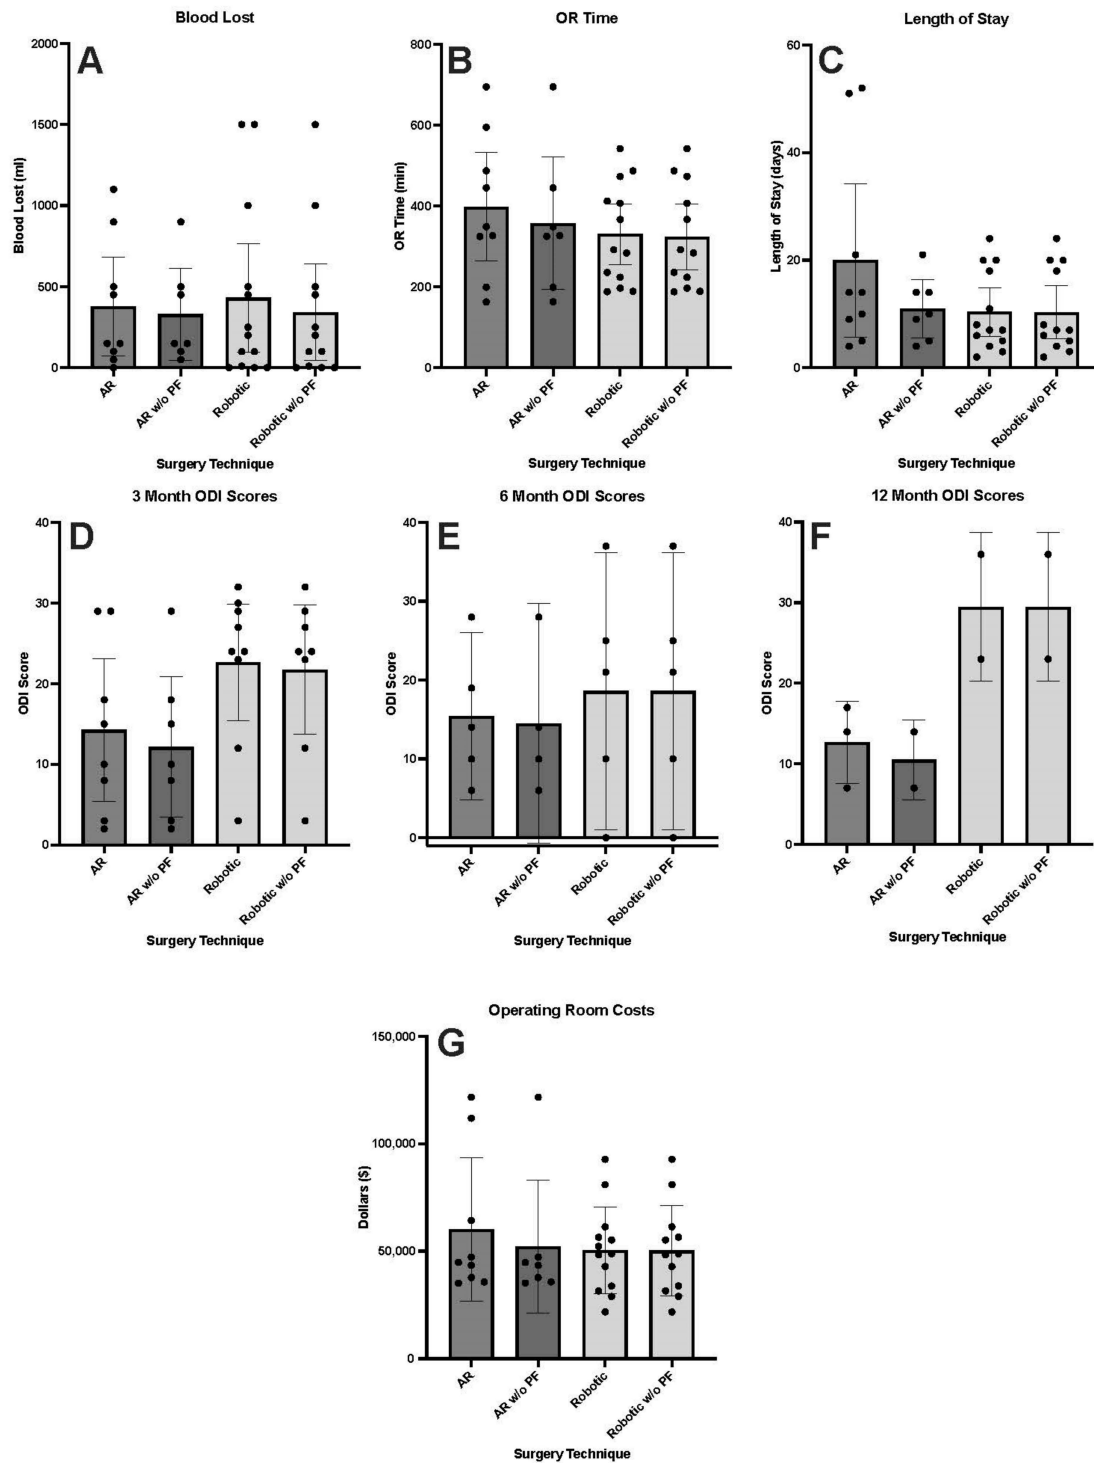 Blood Lost
A
2000
1500
1000
500
0
Blood Lost (ml)
AR
AR w/o PF
Robotic
Robotic w/o PF
Surgery Technique
OR Time
B
800
600
400
200
0
OR Time (min)
AR
AR w/o PF
Robotic
Robotic w/o PF
Surgery Technique
Length of Stay
C
60
40
20
0
Length of Stay (days)
AR
AR w/o PF
Robotic
Robotic w/o PF
Surgery Technique
3 Month ODI Scores
D
40
30
20
10
0
ODI Score
AR
AR w/o PF
Robotic
Robotic w/o PF
Surgery Technique
6 Month ODI Scores
E
40
30
20
10
0
ODI Score
AR
AR w/o PF
Robotic
Robotic w/o PF
Surgery Technique
12 Month ODI Scores
F
40
30
20
10
0
ODI Score
AR
AR w/o PF
Robotic
Robotic w/o PF
Surgery Technique
Operating Room Costs
G
150,000
100,000
50,000
0
Dollars ($)
AR
AR w/o PF
Robotic
Robotic w/o PF
Surgery Technique